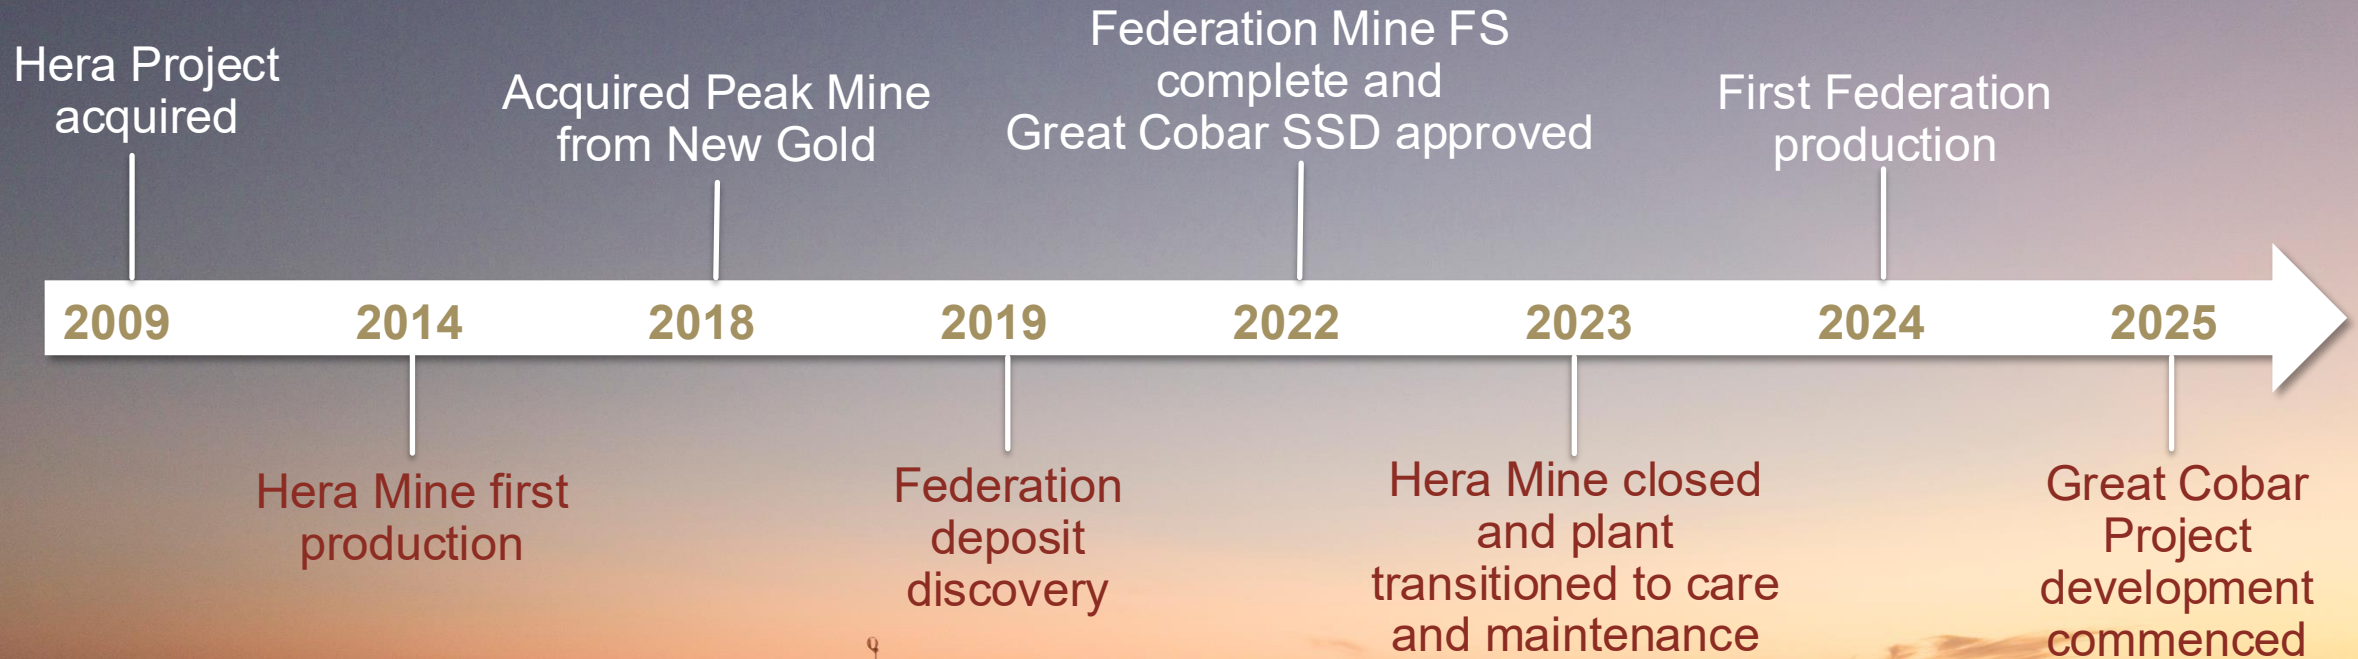 Hera Project
acquired
Acquired Peak Mine
from New Gold
Federation Mine FS
complete and
Great Cobar SSD approved
First Federation
production
2009
2014
2018
2019
2022
2023
2024
2025
Hera Mine first
production
Federation
deposit
discovery
Hera Mine closed
and plant
transitioned to care
and maintenance
Great Cobar
Project
development
commenced